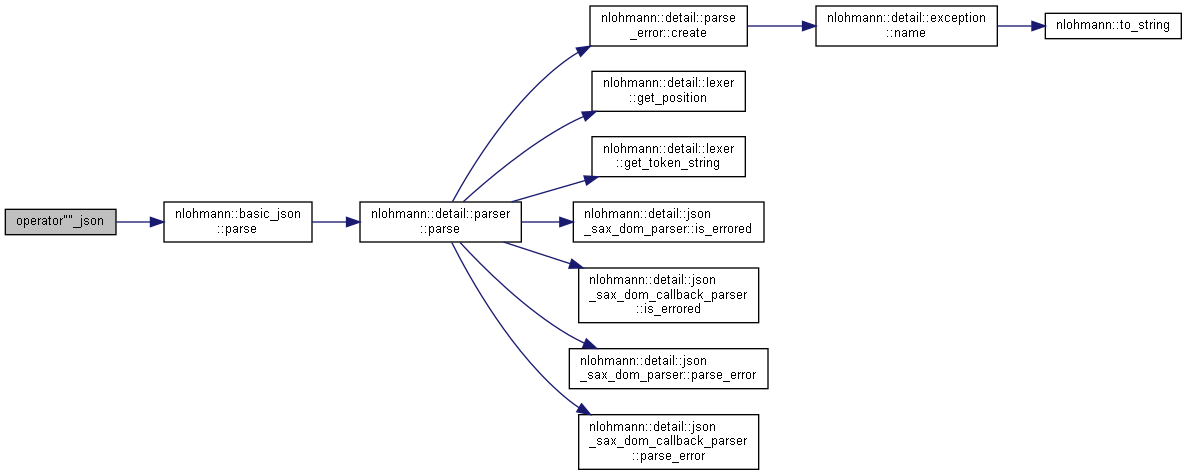 operator""_json
nlohmann::basic_json
::parse
nlohmann::detail::parser
::parse
nlohmann::detail::parse
_error::create
nlohmann::detail::exception
::name
nlohmann::to_string
nlohmann::detail::lexer
::get_position
nlohmann::detail::lexer
::get_token_string
nlohmann::detail::json
_sax_dom_parser::is_errored
nlohmann::detail::json
_sax_dom_callback_parser
::is_errored
nlohmann::detail::json
_sax_dom_parser::parse_error
nlohmann::detail::json
_sax_dom_callback_parser
::parse_error